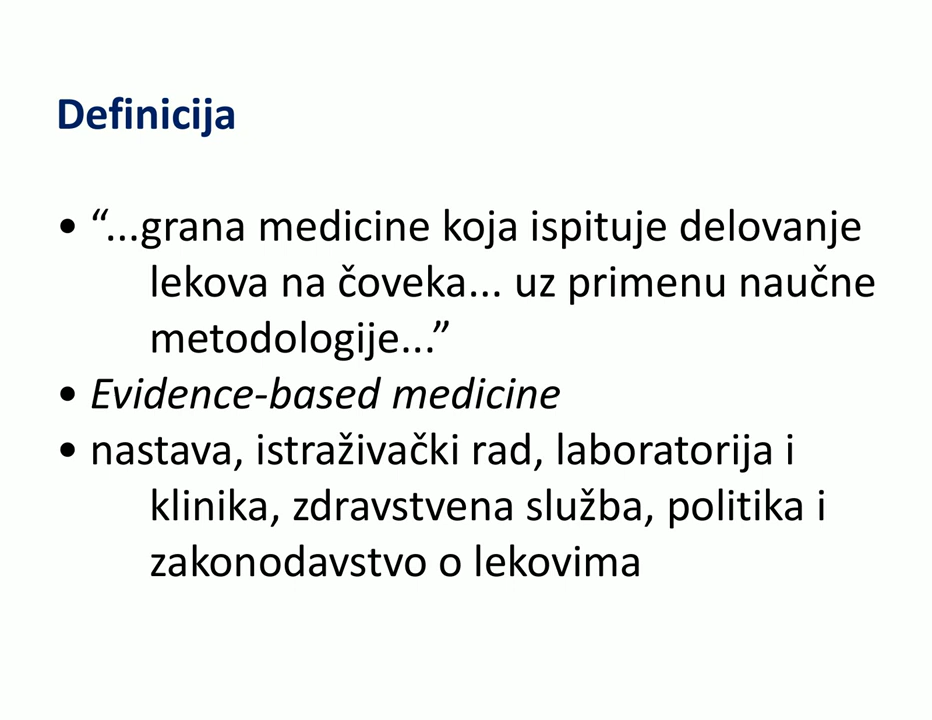 Definicija
• “...grana medicine koja ispituje delovanje
lekova na čoveka... uz primenu naučne
metodologije...”
• Evidence-based medicine
• nastava, istraživački rad, laboratorija i
klinika, zdravstvena služba, politika i
zakonodavstvo o lekovima